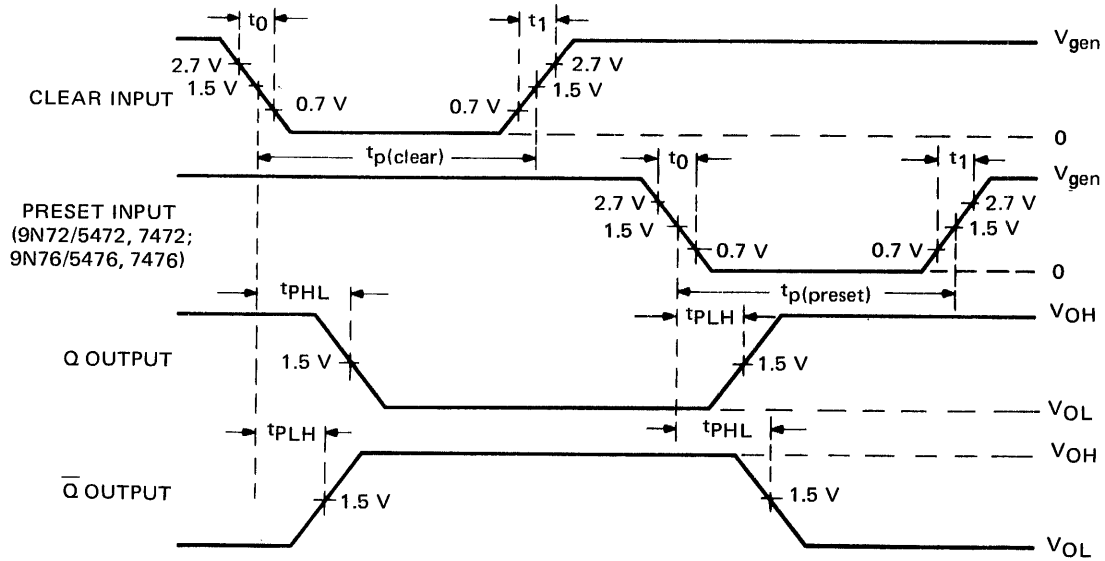 t0 t1
Vgen
2.7 V 2.7 V
1.5 V 1.5 V
CLEAR INPUT
0.7 V 0.7 V
0
tp(clear)
t0 t1
Vgen
PRESET INPUT
(9N72/5472, 7472;
9N76/5476, 7476)
2.7 V 2.7 V
1.5 V 1.5 V
0.7 V 0.7 V
0
tp(preset)
tPHL tPLH
VOH
Q OUTPUT
1.5 V 1.5 V
VOL
tPLH tPHL
VOH
Q̅ OUTPUT
1.5 V 1.5 V
VOL